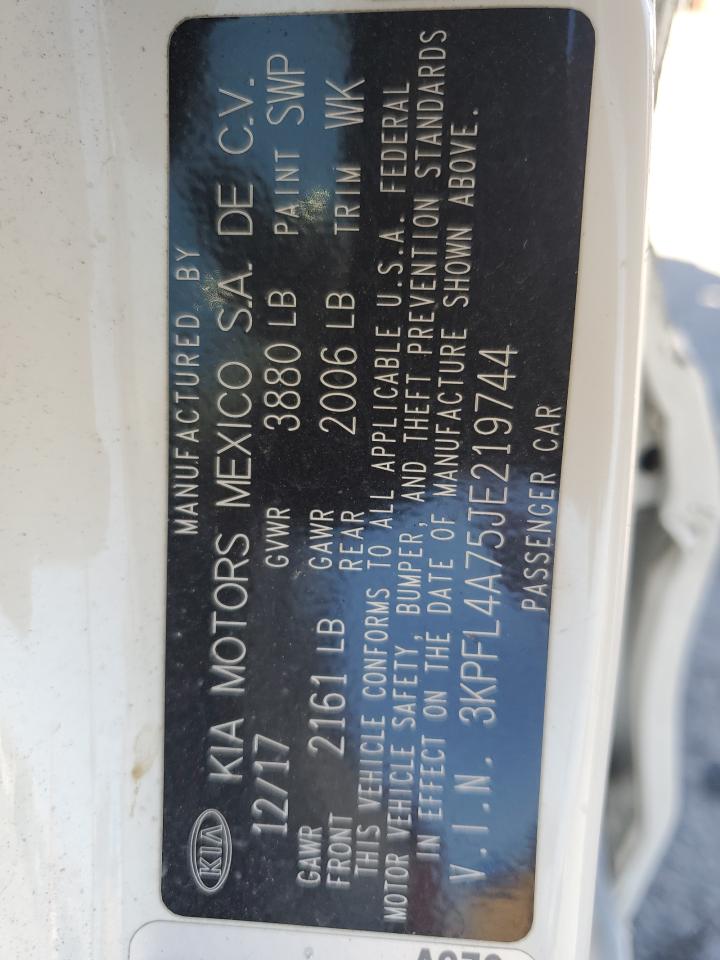 MANUFACTURED BY
KIA KIA MOTORS MEXICO S.A. DE C.V.
12/17 GVWR 3880 LB PAINT SWP
GAWR FRONT 2161 LB GAWR REAR 2006 LB TRIM WK
THIS VEHICLE CONFORMS TO ALL APPLICABLE U.S.A. FEDERAL
MOTOR VEHICLE SAFETY, BUMPER, AND THEFT PREVENTION STANDARDS
IN EFFECT ON THE DATE OF MANUFACTURE SHOWN ABOVE.
V.I.N. 3KPFL4A75JE219744
PASSENGER CAR